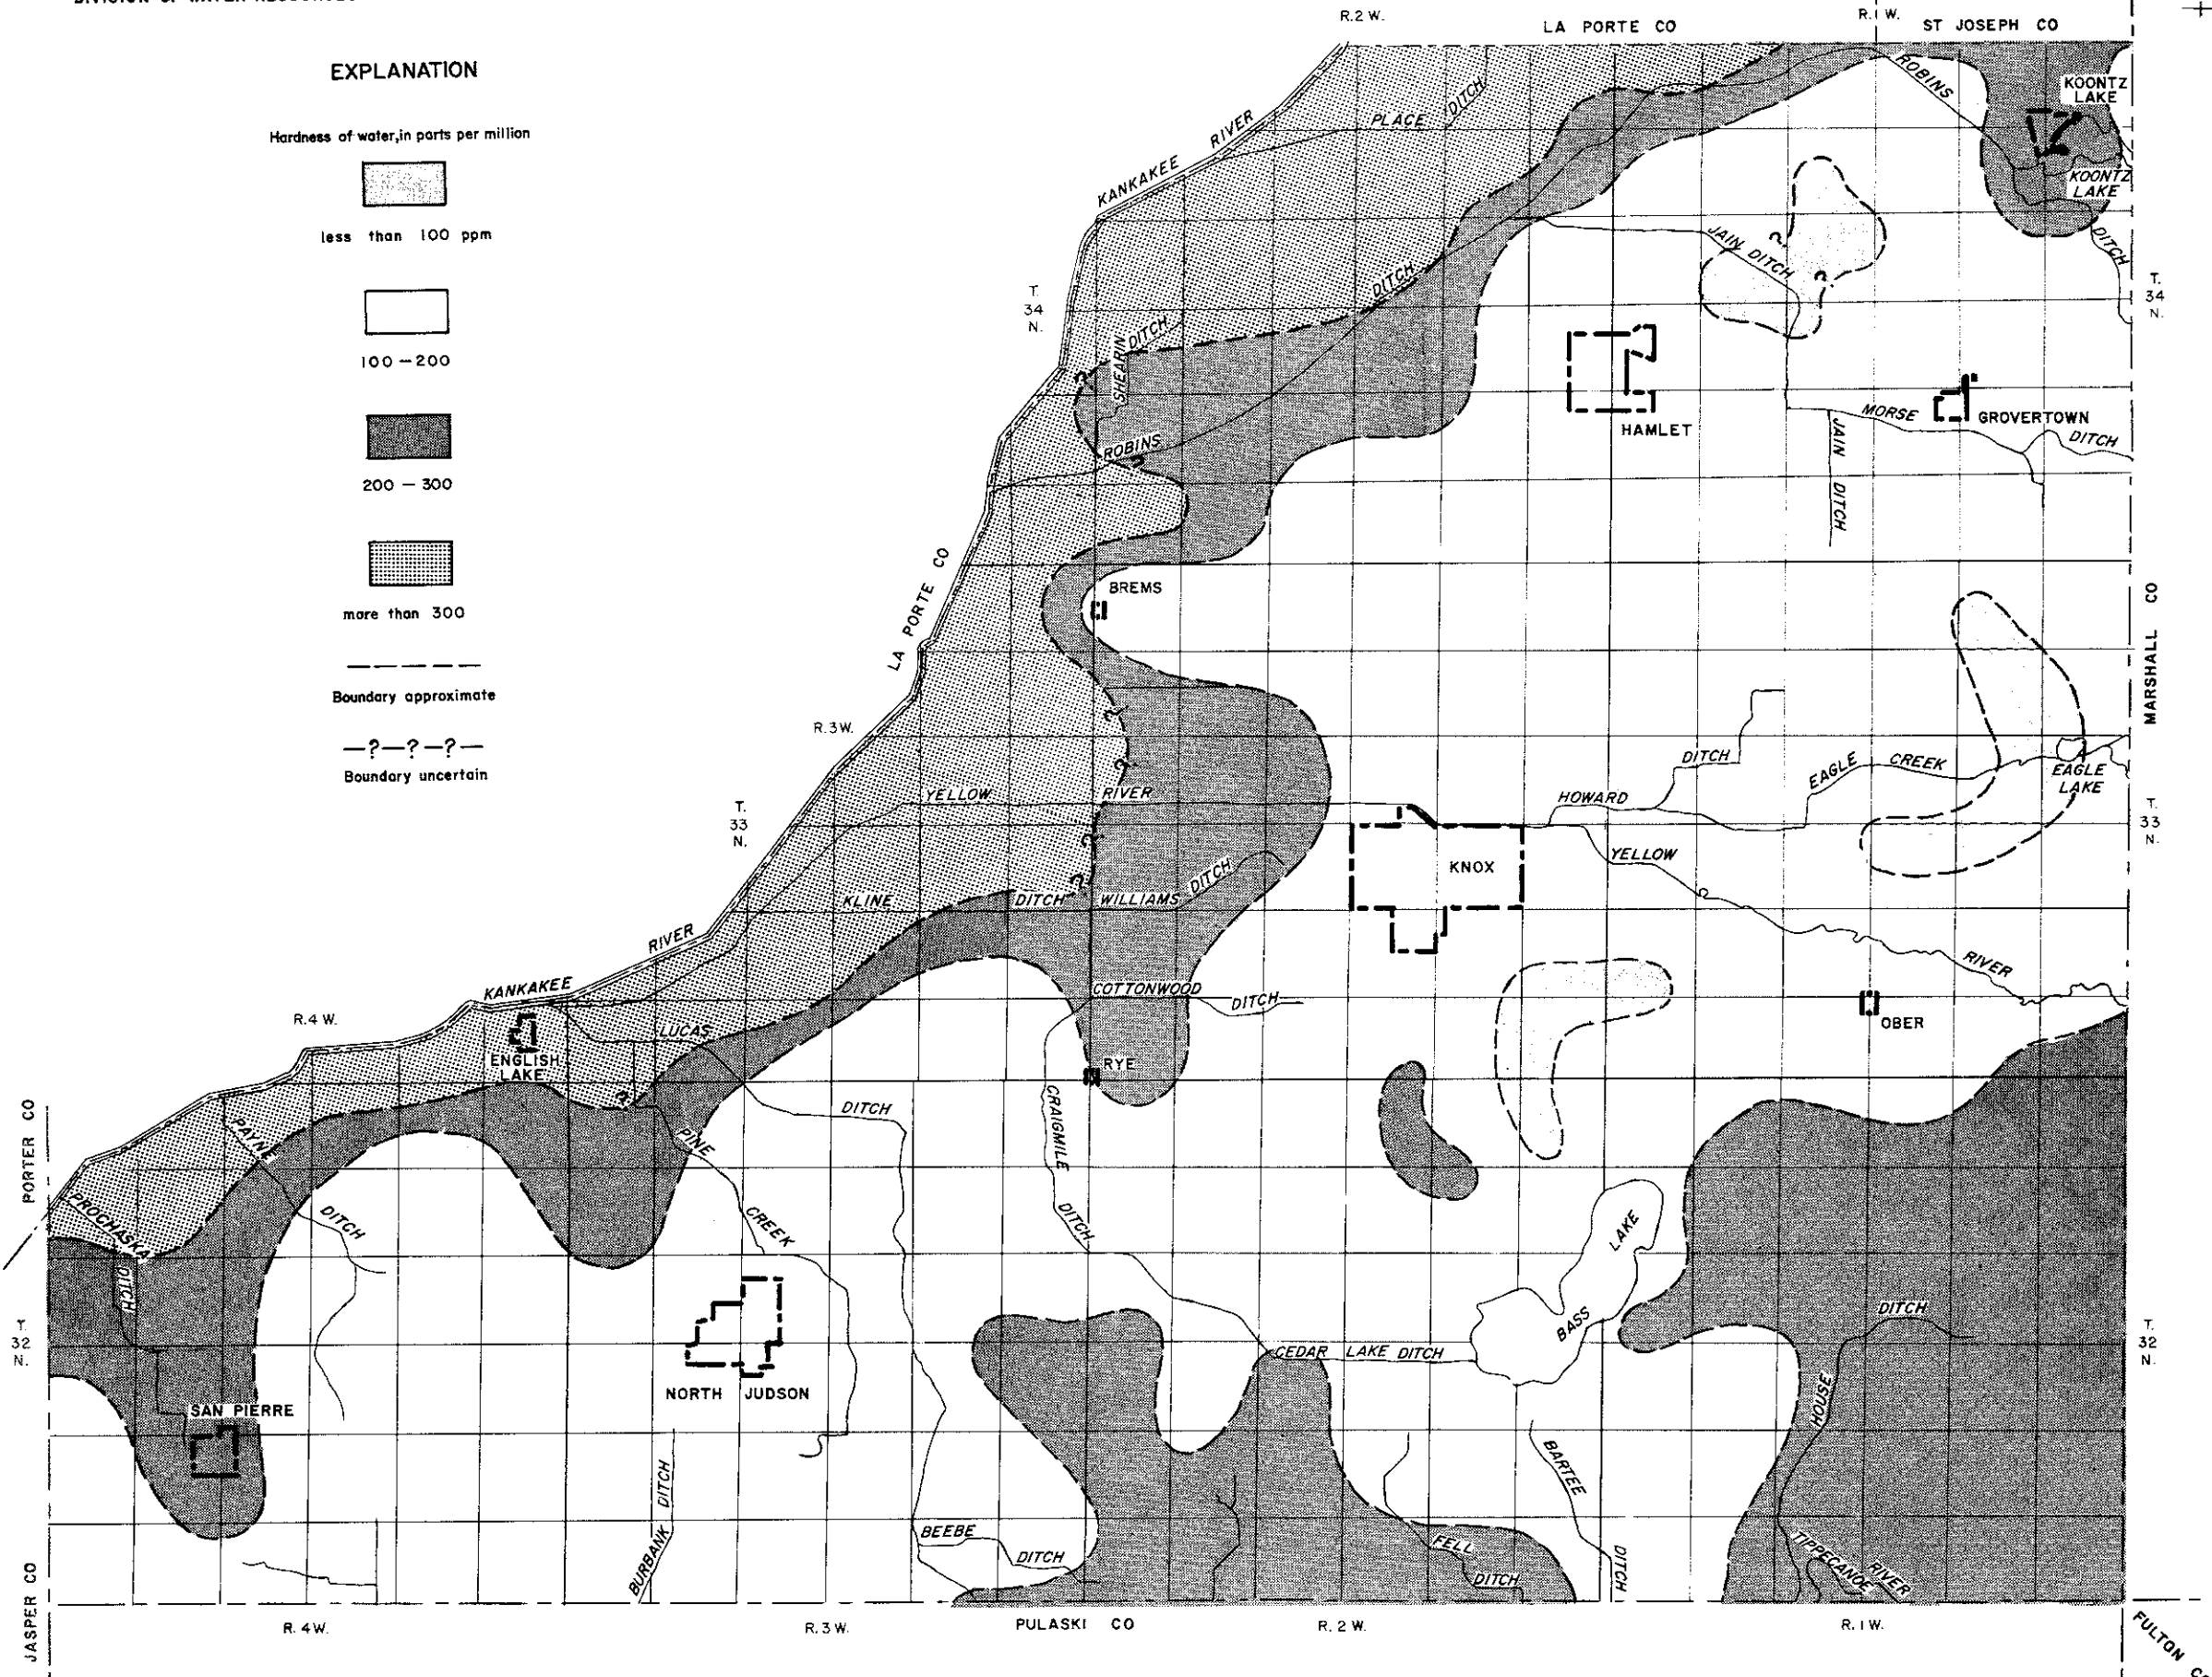 EXPLANATION
Hardness of water, in parts per million
less than 100 ppm
100 – 200
200 – 300
more than 300
Boundary approximate
—?—?—?—
Boundary uncertain
R. 2 W.
LA PORTE CO
R. 1 W.
ST JOSEPH CO
ROBINS
KOONTZ
LAKE
KOONTZ
LAKE
DITCH
PLACE DITCH
KANKAKEE RIVER
JAIN DITCH
?
?
DITCH
T.
34
N.
T.
34
N.
SHEARIN DITCH
?
HAMLET
GROVERTOWN
MORSE DITCH
JAIN DITCH
ROBINS
?
LA PORTE CO
BREMS
MARSHALL CO
R. 3 W.
?
?
DITCH
EAGLE CREEK
EAGLE
LAKE
T.
33
N.
YELLOW RIVER
HOWARD
T.
33
N.
?
KNOX
YELLOW
RIVER
?
KLINE DITCH
WILLIAMS DITCH
RIVER
KANKAKEE
COTTONWOOD DITCH
OBER
R. 4 W.
LUCAS
DITCH
ENGLISH
LAKE
?
RYE
CRAIGMILE
DITCH
PORTER CO
PAYNE
DITCH
PINE
CREEK
PROCHASKA
DITCH
BASS LAKE
T.
32
N.
CEDAR LAKE DITCH
DITCH
HOUSE
T.
32
N.
NORTH JUDSON
SAN PIERRE
BURBANK DITCH
BEEBE
DITCH
BARTEE
DITCH
FELL
DITCH
TIPPECANOE
RIVER
JASPER CO
R. 4 W.
R. 3 W.
PULASKI CO
R. 2 W.
R. 1 W.
FULTON